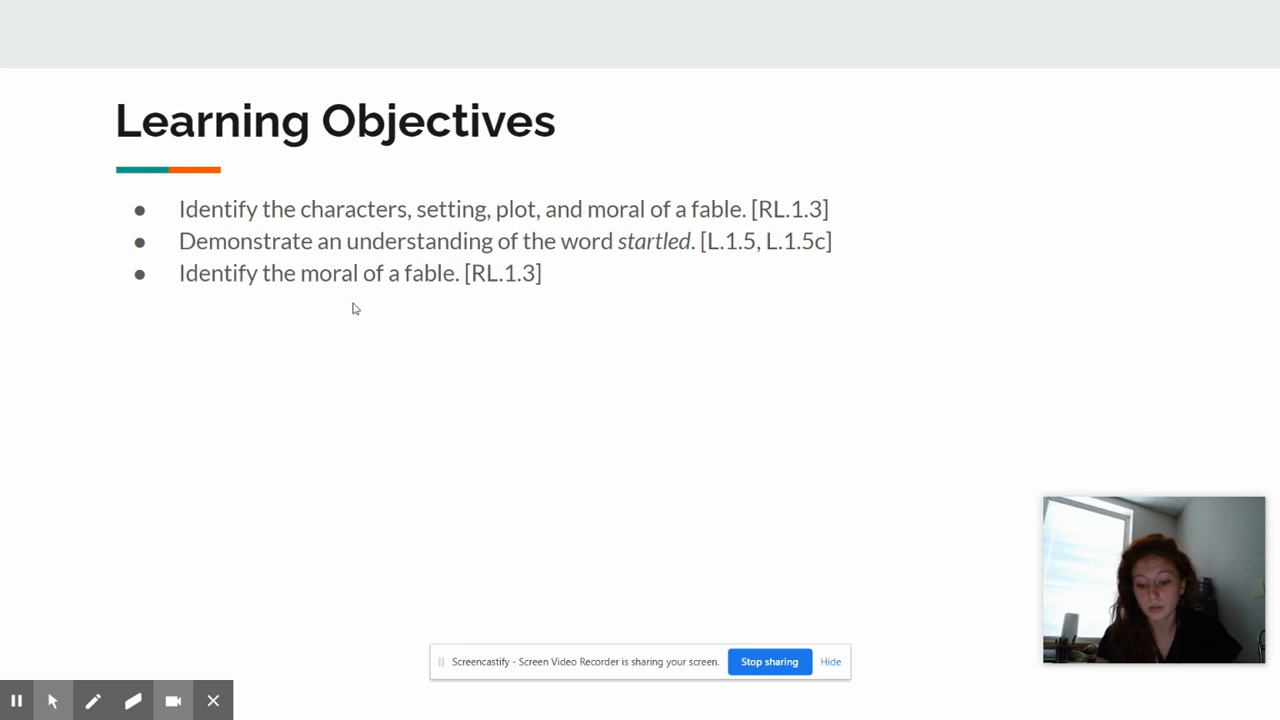 Learning Objectives
● Identify the characters, setting, plot, and moral of a fable. [RL.1.3]
● Demonstrate an understanding of the word startled. [L.1.5, L.1.5c]
● Identify the moral of a fable. [RL.1.3]
Screencastify - Screen Video Recorder is sharing your screen. Stop sharing Hide